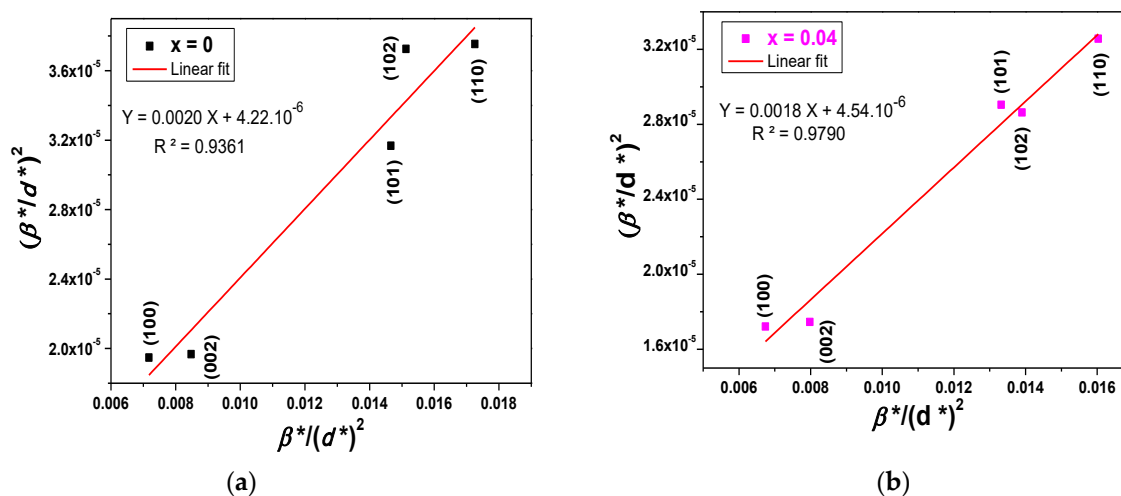 x = 0
Linear fit
Y = 0.0020 X + 4.22.10^-6
R ² = 0.9361
(100)
(002)
(101)
(102)
(110)
3.6x10^-5
3.2x10^-5
2.8x10^-5
2.4x10^-5
2.0x10^-5
(β*/d*)^2
0.006 0.008 0.010 0.012 0.014 0.016 0.018
β*/(d*)^2
(a)
x = 0.04
Linear fit
Y = 0.0018 X + 4.54.10^-6
R ² = 0.9790
(100)
(002)
(101)
(102)
(110)
3.2x10^-5
2.8x10^-5
2.4x10^-5
2.0x10^-5
1.6x10^-5
(β*/d*)^2
0.006 0.008 0.010 0.012 0.014 0.016
β*/(d*)^2
(b)